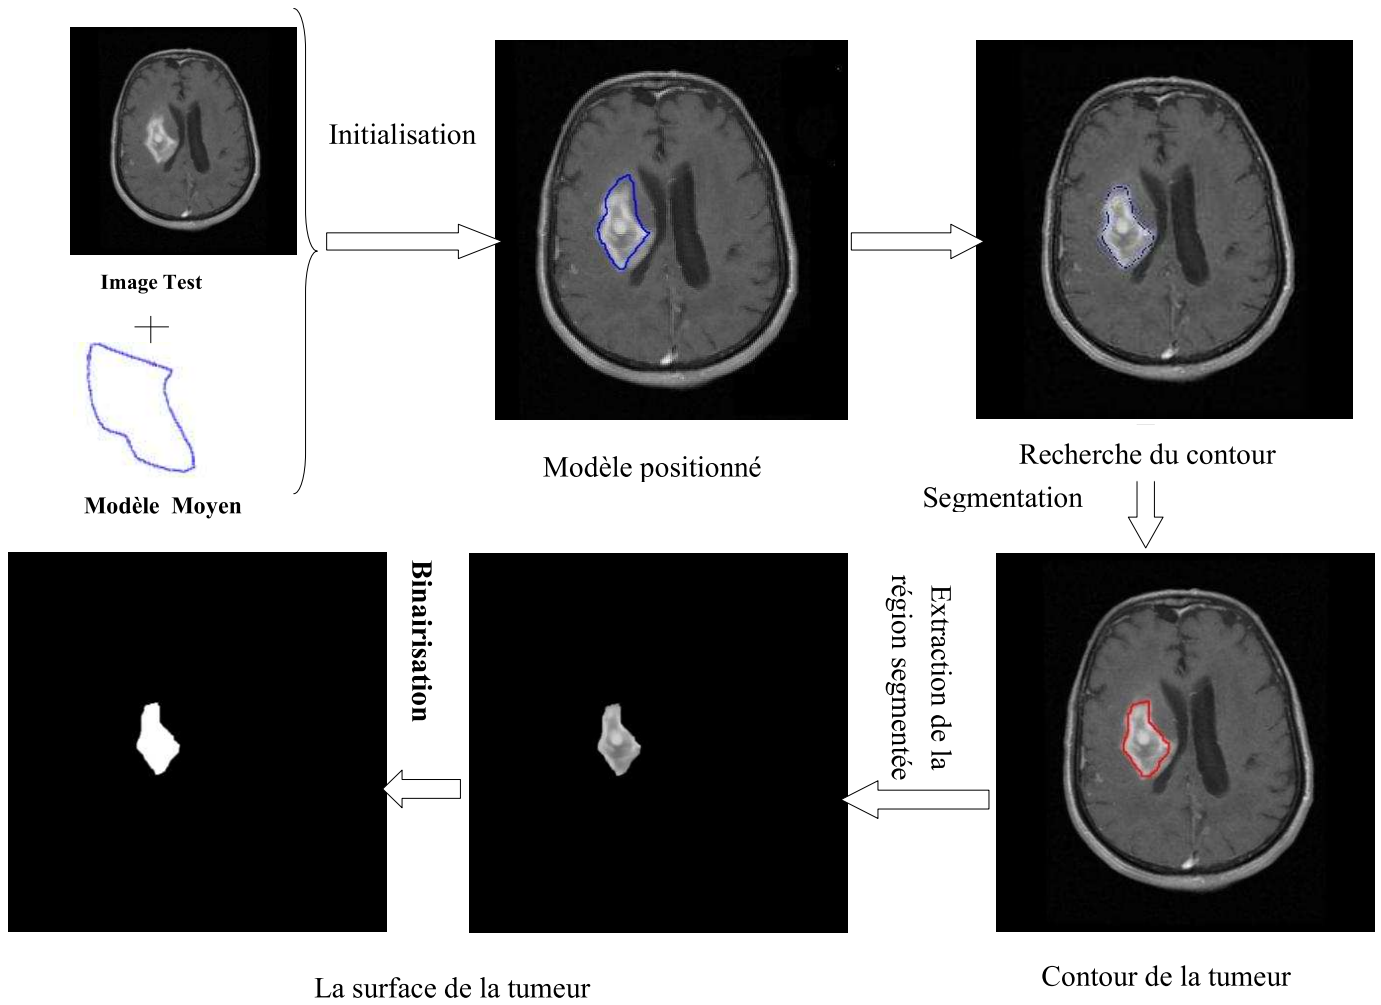 Image Test
Modèle Moyen
Initialisation
Modèle positionné
Recherche du contour
Segmentation
Contour de la tumeur
Extraction de la
région segmentée
Binairisation
La surface de la tumeur